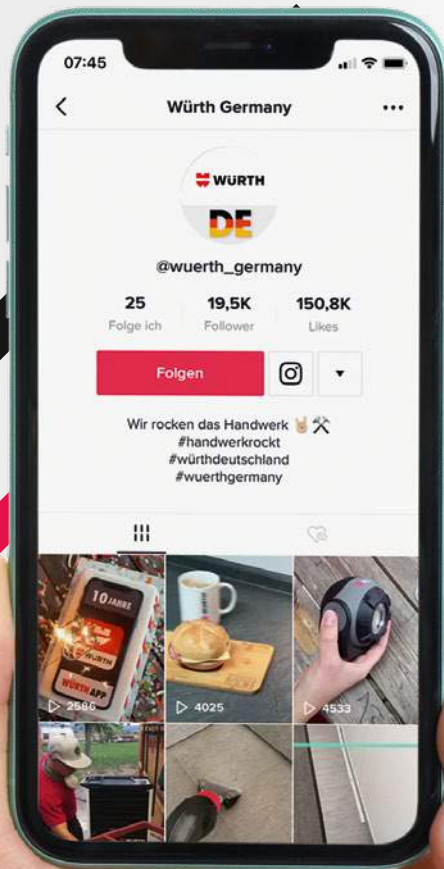 07:45
Würth Germany
WÜRTH
DE
@wuerth_germany
25 19,5K 150,8K
Folge ich Follower Likes
Folgen
Wir rocken das Handwerk
#handwerkrockt
#würthdeutschland
#wuerthgermany
10 JAHRE
WÜRTH
WÜRTH APP
2586 4025 4533